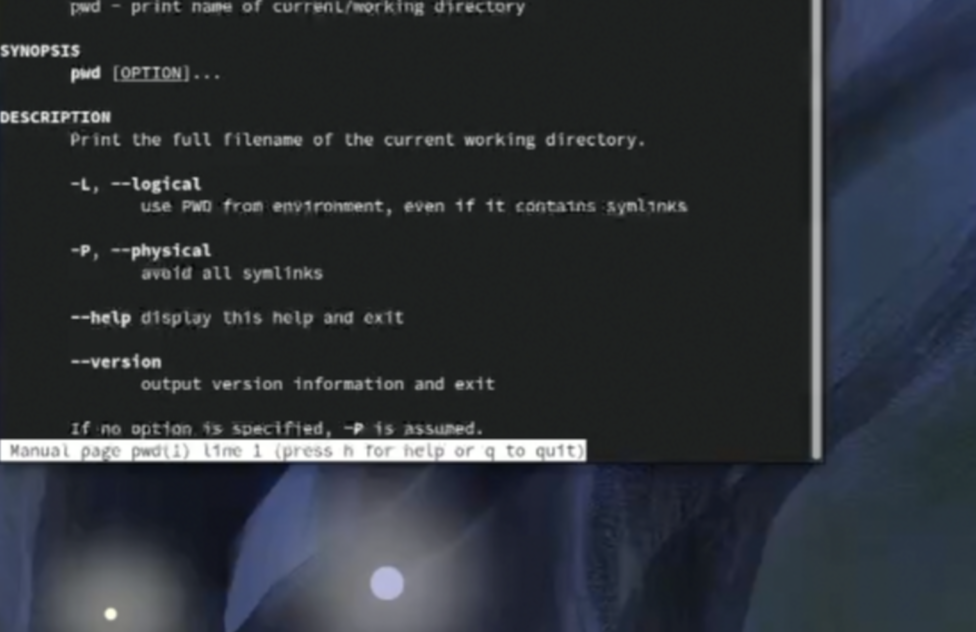 pwd - print name of current/working directory
SYNOPSIS
pwd [OPTION]...
DESCRIPTION
Print the full filename of the current working directory.
-L, --logical
use PWD from environment, even if it contains symlinks
-P, --physical
avoid all symlinks
--help display this help and exit
--version
output version information and exit
If no option is specified, -P is assumed.
Manual page pwd(1) line 1 (press h for help or q to quit)